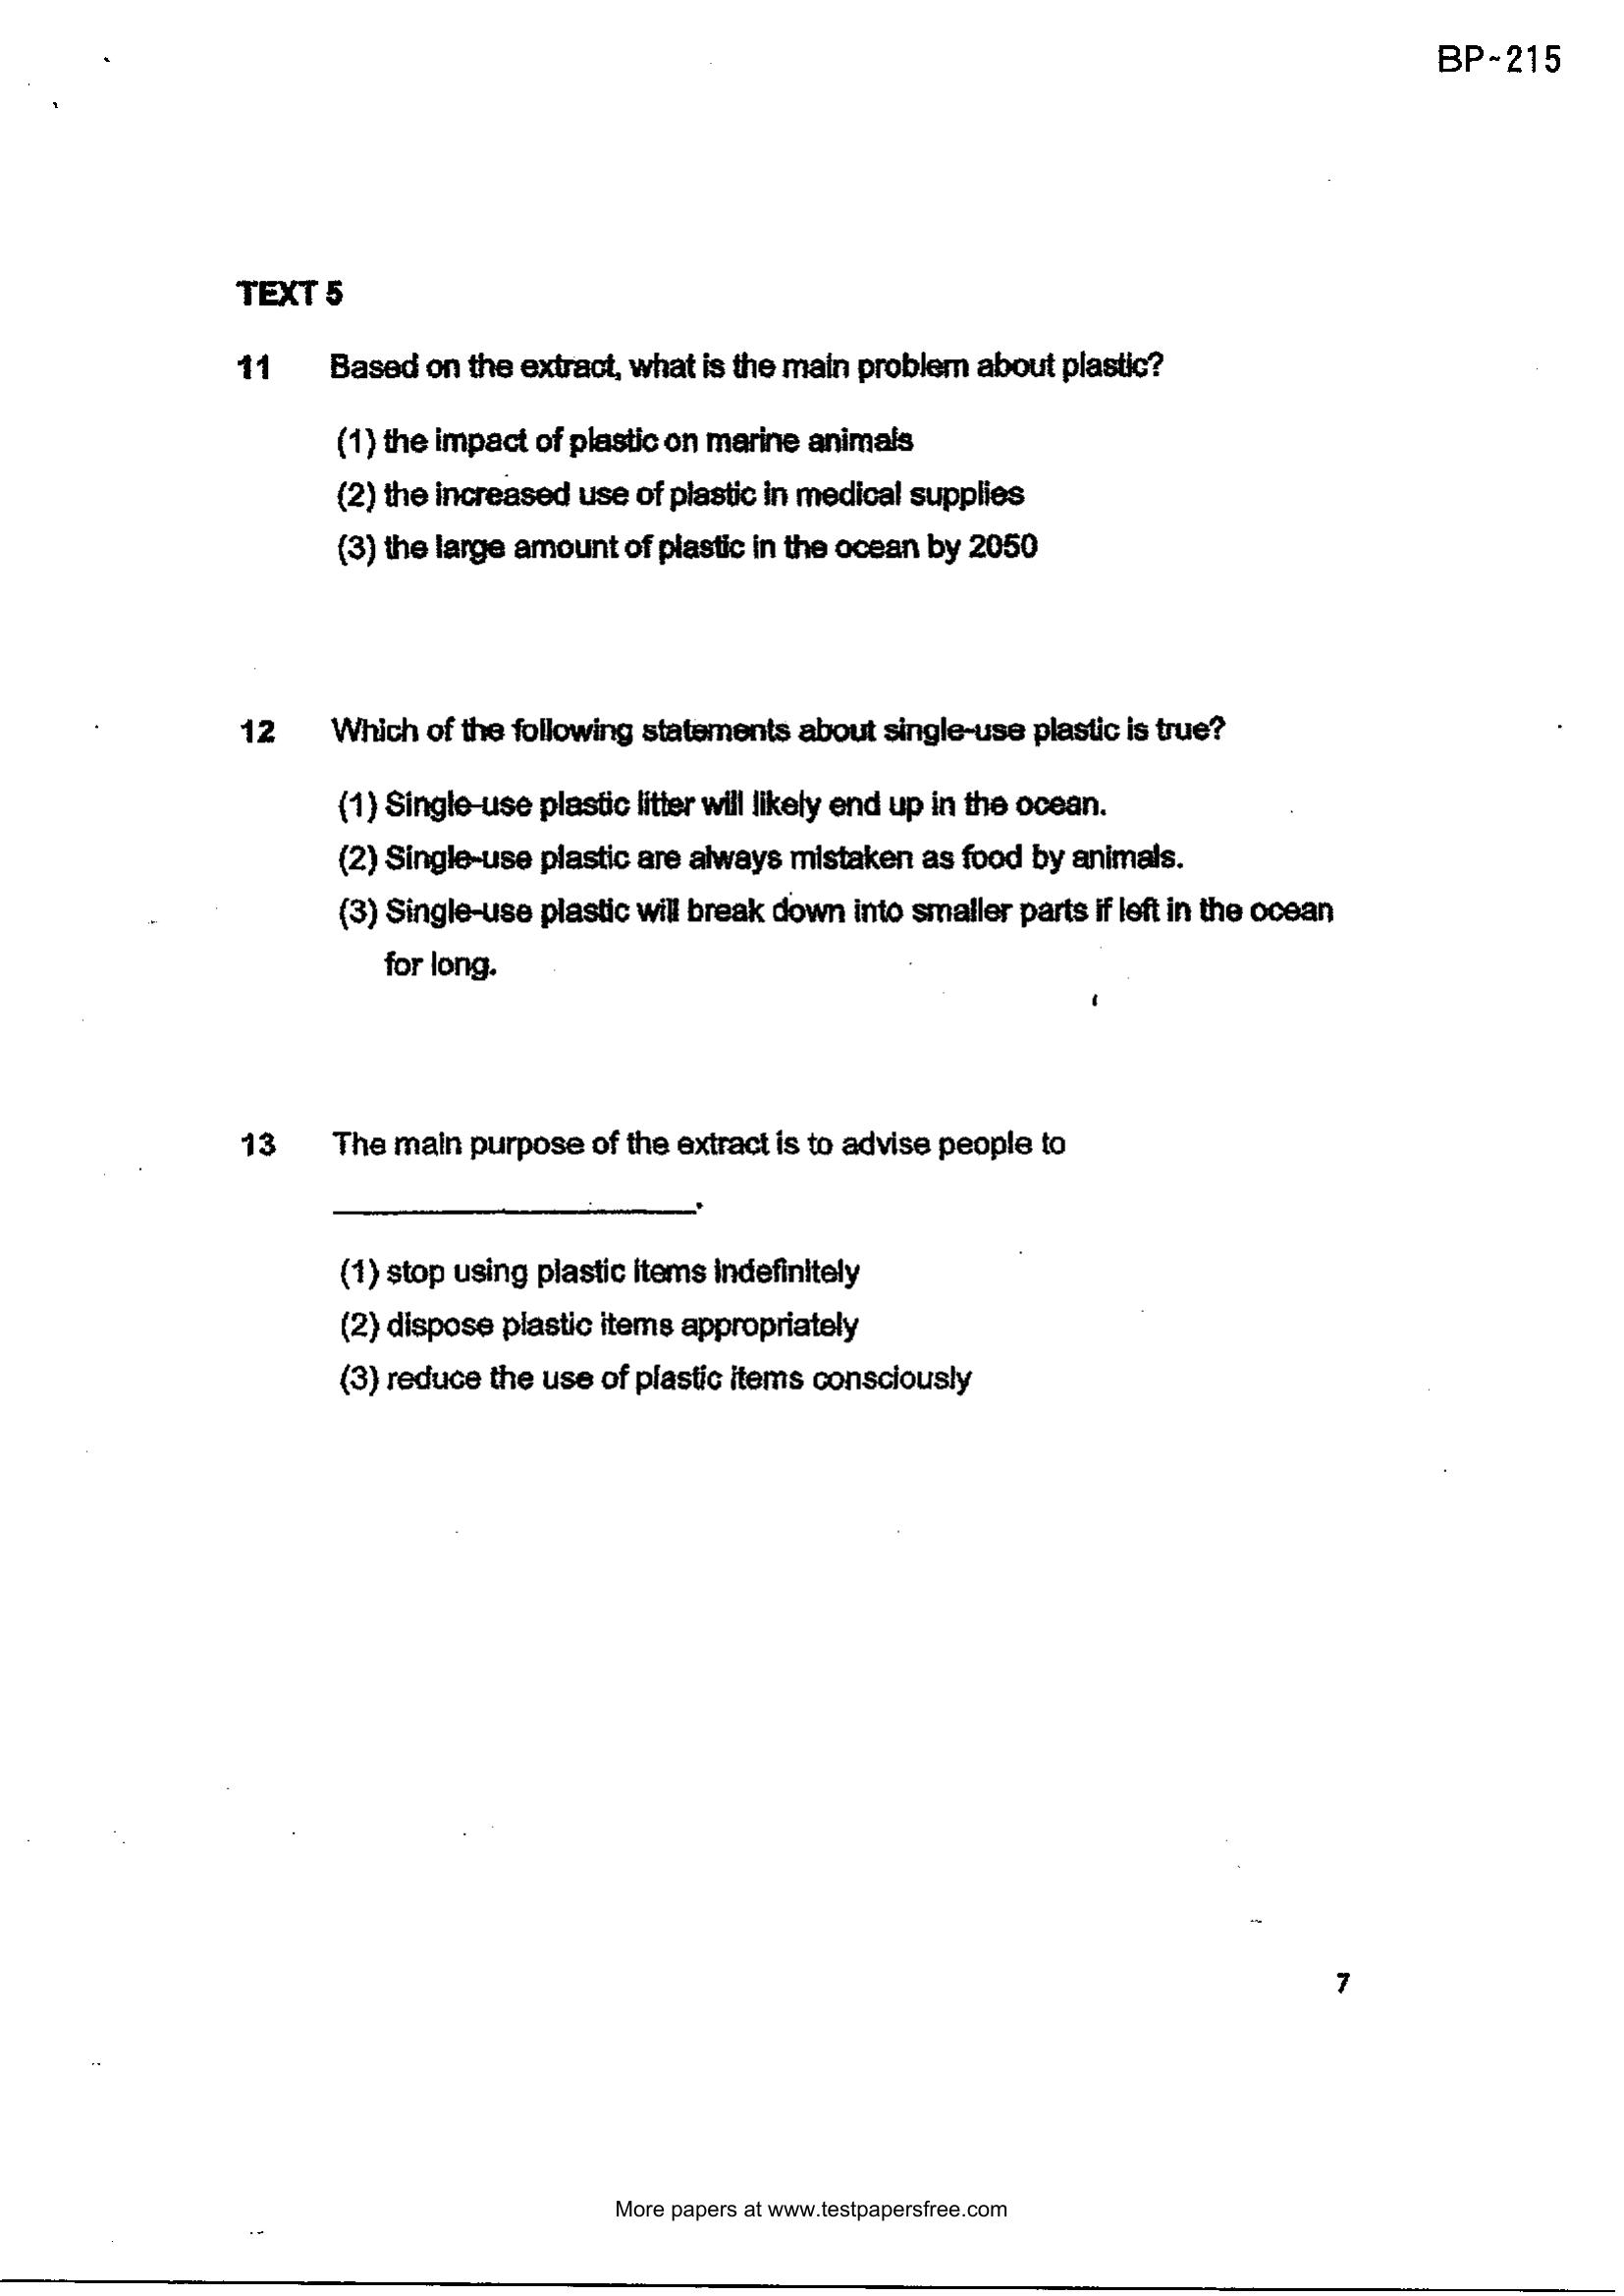 BP~215
TEXT 5
11 Based on the extract, what is the main problem about plastic?
(1) the impact of plastic on marine animals
(2) the increased use of plastic in medical supplies
(3) the large amount of plastic in the ocean by 2050
12 Which of the following statements about single-use plastic is true?
(1) Single-use plastic litter will likely end up in the ocean.
(2) Single-use plastic are always mistaken as food by animals.
(3) Single-use plastic will break down into smaller parts if left in the ocean
for long.
13 The main purpose of the extract is to advise people to
____________________.
(1) stop using plastic items indefinitely
(2) dispose plastic items appropriately
(3) reduce the use of plastic items consciously
7
More papers at www.testpapersfree.com